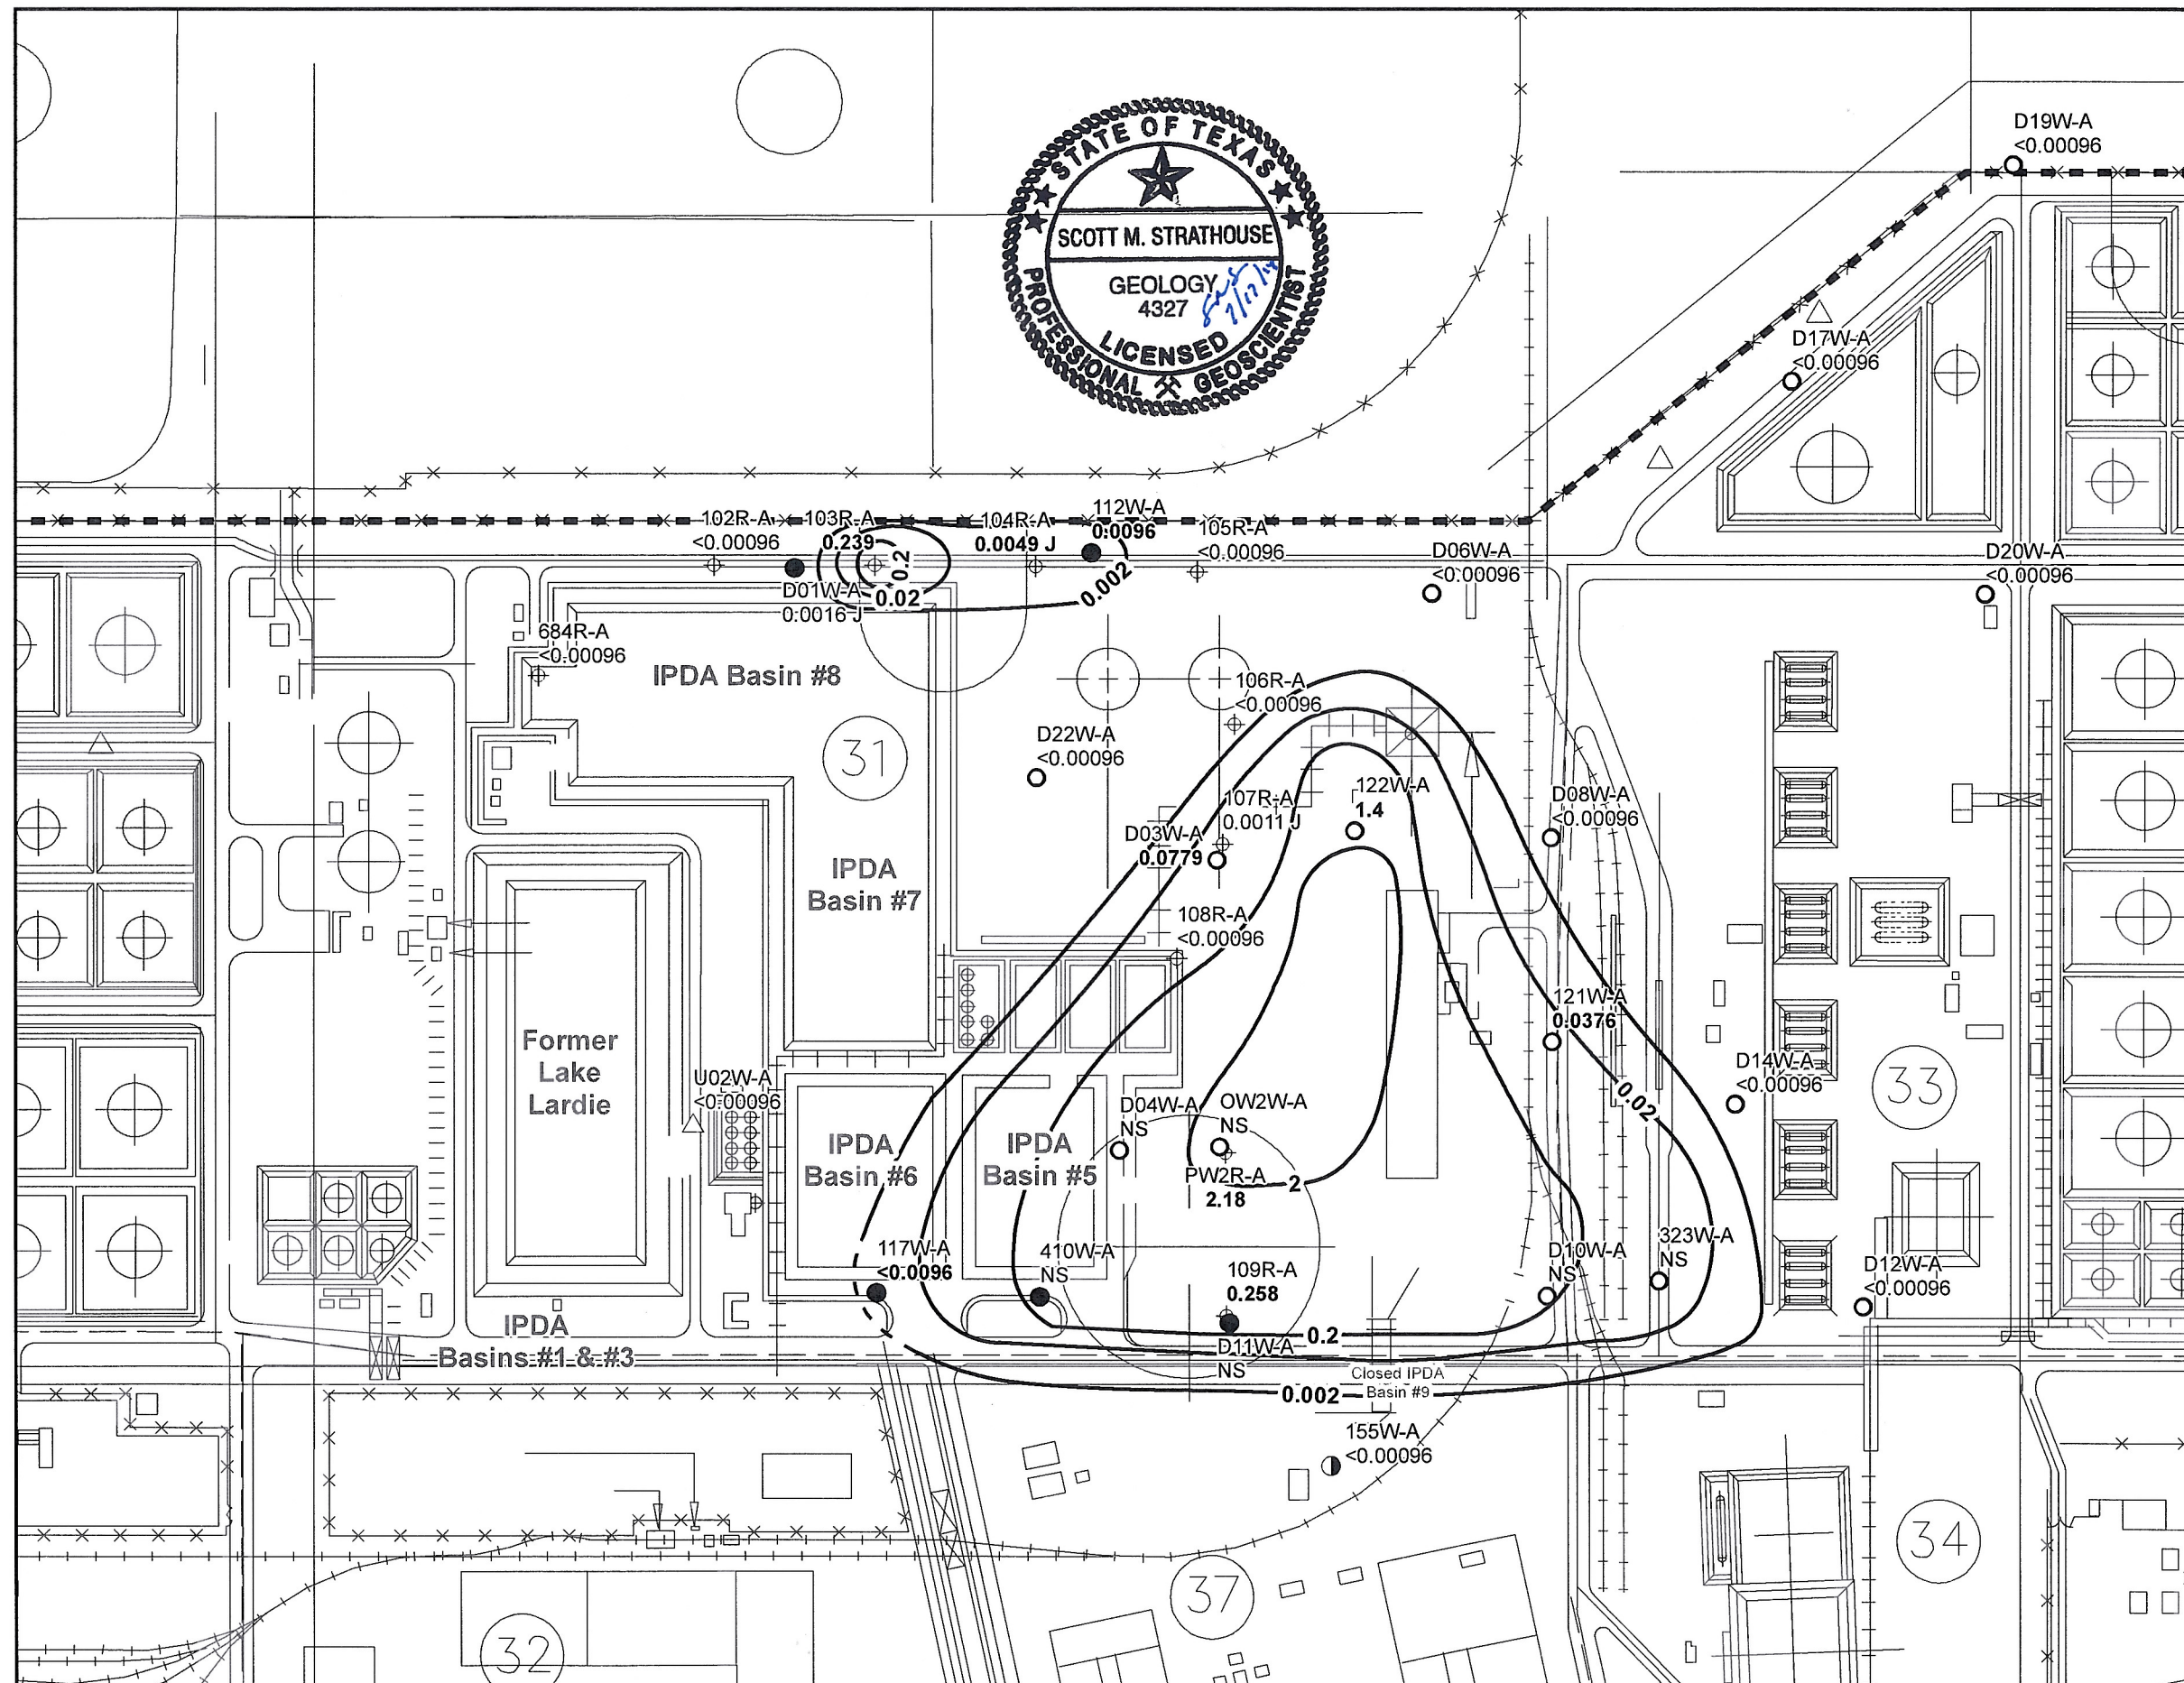 D19W-A
<0.00096
STATE OF TEXAS
SCOTT M. STRATHOUSE
GEOLOGY
4327
LICENSED
PROFESSIONAL GEOSCIENTIST
D17W-A
<0.00096
102R-A
<0.00096
103R-A
0.239
104R-A
0.0049 J
112W-A
0.0096
105R-A
<0.00096
D06W-A
<0.00096
D20W-A
<0.00096
0.2
0.02
0.002
D01W-A
0.0016 J
684R-A
<0.00096
IPDA Basin #8
31
106R-A
<0.00096
D22W-A
<0.00096
107R-A
0.0011 J
122W-A
1.4
D08W-A
<0.00096
D03W-A
0.0779
IPDA
Basin #7
108R-A
<0.00096
121W-A
0.0376
Former
Lake
Lardie
U02W-A
<0.00096
D14W-A
<0.00096
33
0.02
D04W-A
NS
OW2W-A
NS
IPDA
Basin #6
IPDA
Basin #5
PW2R-A
2.18
2
117W-A
<0.0096
410W-A
NS
109R-A
0.258
D10W-A
NS
323W-A
NS
D12W-A
<0.00096
IPDA
Basins #1 & #3
0.2
D11W-A
NS
Closed IPDA
Basin #9
0.002
155W-A
<0.00096
34
37
32